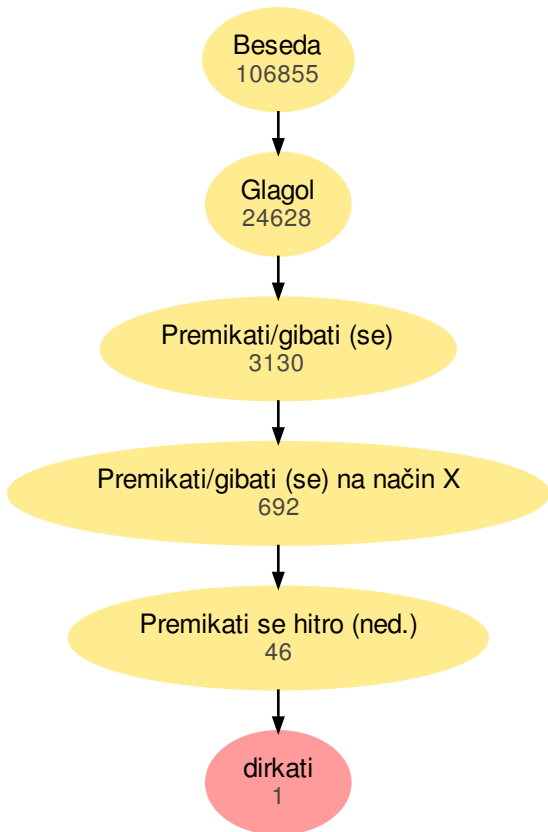 Beseda
106855
Glagol
24628
Premikati/gibati (se)
3130
Premikati/gibati (se) na način X
692
Premikati se hitro (ned.)
46
dirkati
1